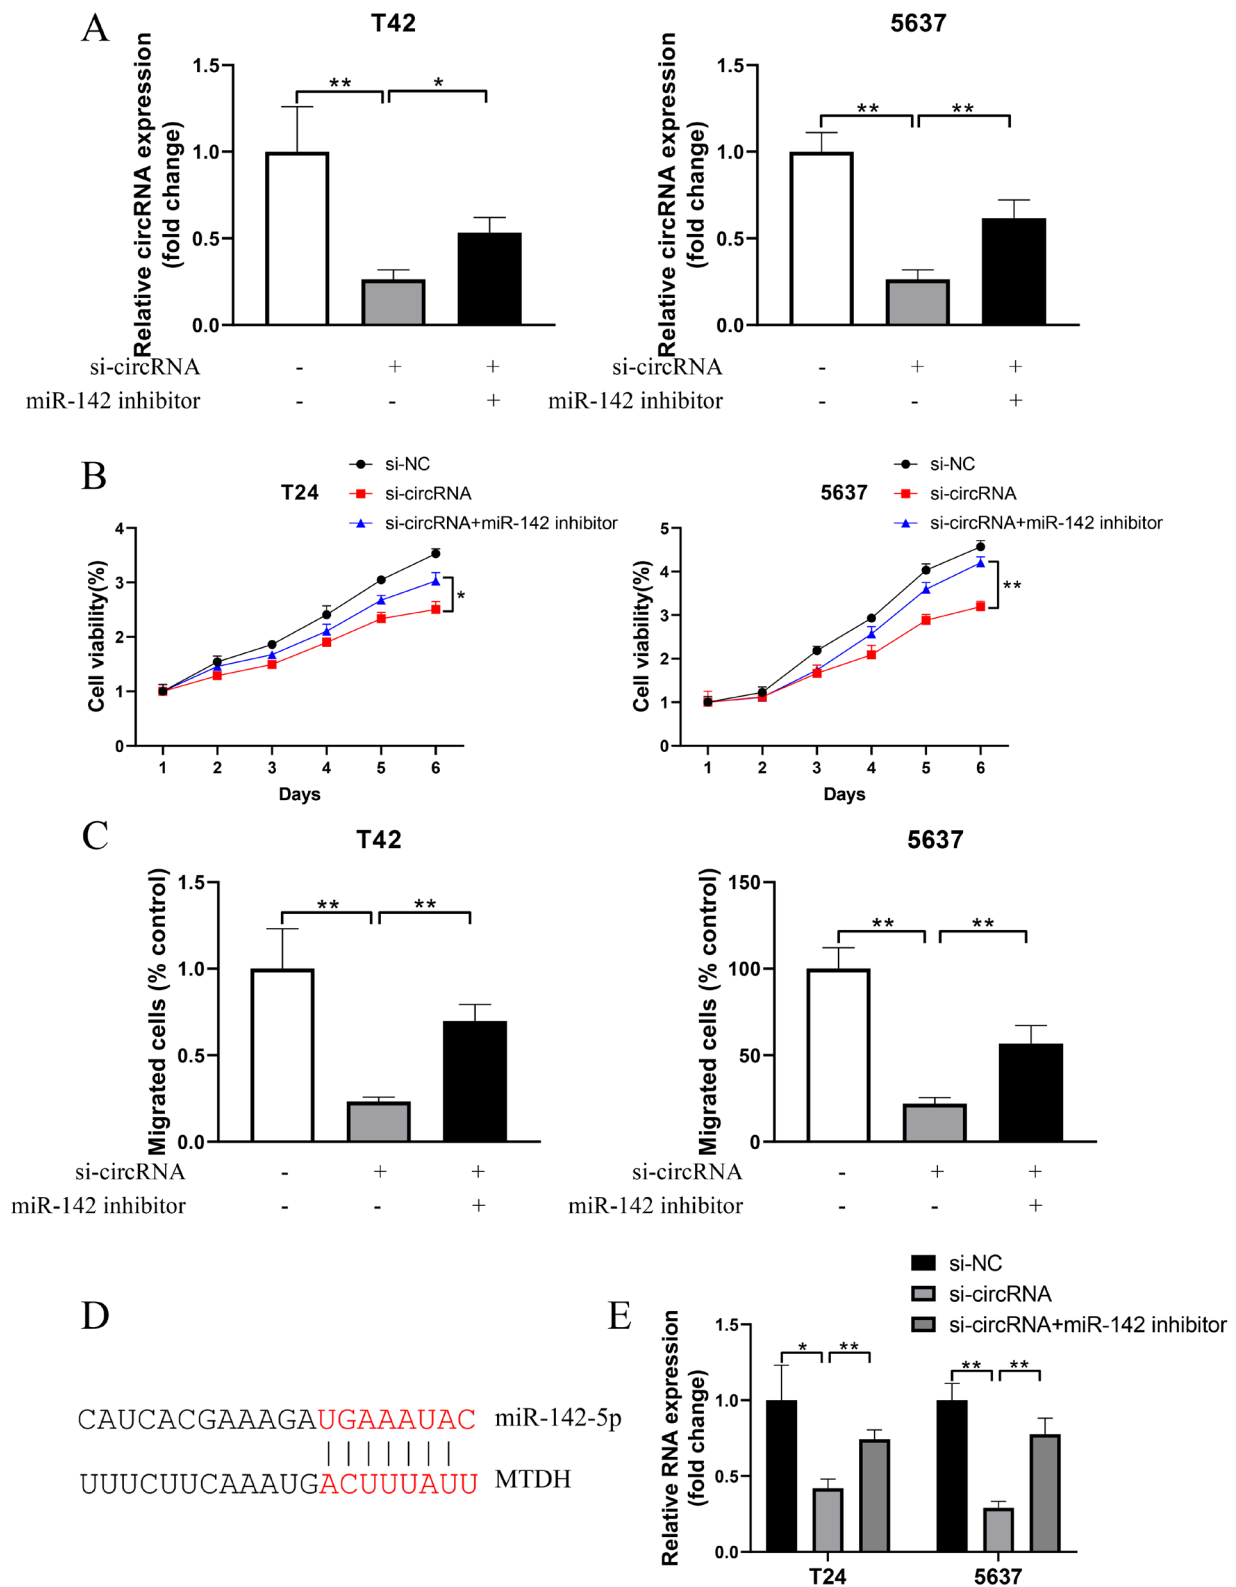 A
T42
5637
Relative circRNA expression
(fold change)
1.5
1.0
0.5
0.0
** *
Relative circRNA expression
(fold change)
1.5
1.0
0.5
0.0
** **
si-circRNA - + +
miR-142 inhibitor - - +
si-circRNA - + +
miR-142 inhibitor - - +
B
T24
si-NC
si-circRNA
si-circRNA+miR-142 inhibitor
Cell viability(%)
4
3
2
1
0
*
1 2 3 4 5 6
Days
5637
si-NC
si-circRNA
si-circRNA+miR-142 inhibitor
Cell viability(%)
5
4
3
2
1
0
**
1 2 3 4 5 6
Days
C
T42
5637
Migrated cells (% control)
1.5
1.0
0.5
0.0
** **
Migrated cells (% control)
150
100
50
0
** **
si-circRNA - + +
miR-142 inhibitor - - +
si-circRNA - + +
miR-142 inhibitor - - +
D
CAUCACGAAAGAUGAAAUAC miR-142-5p
UUUCUUCAAAUGACUUUAUU MTDH
E
si-NC
si-circRNA
si-circRNA+miR-142 inhibitor
Relative RNA expression
(fold change)
1.5
1.0
0.5
0.0
* ** ** **
T24 5637